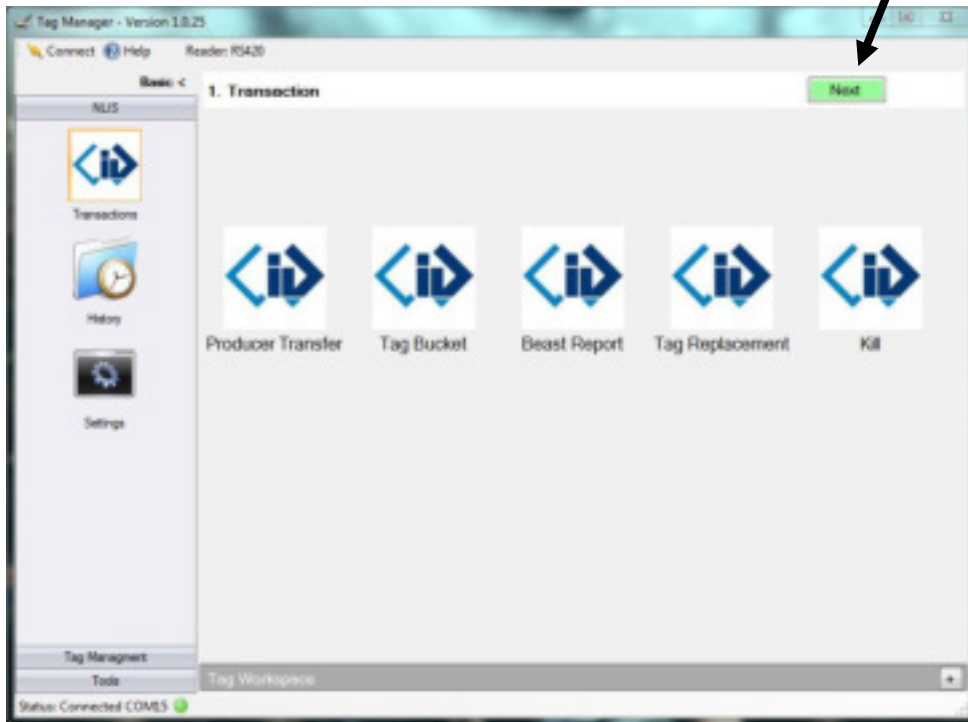 Tag Manager - Version 1.0.25
Connect Help Reader: RS420
Basic <
1. Transaction
Next
NLIS
Transactions
History
Settings
Producer Transfer
Tag Bucket
Beast Report
Tag Replacement
Kill
Tag Managment
Tools
Tag Workspace
Status: Connected COM15